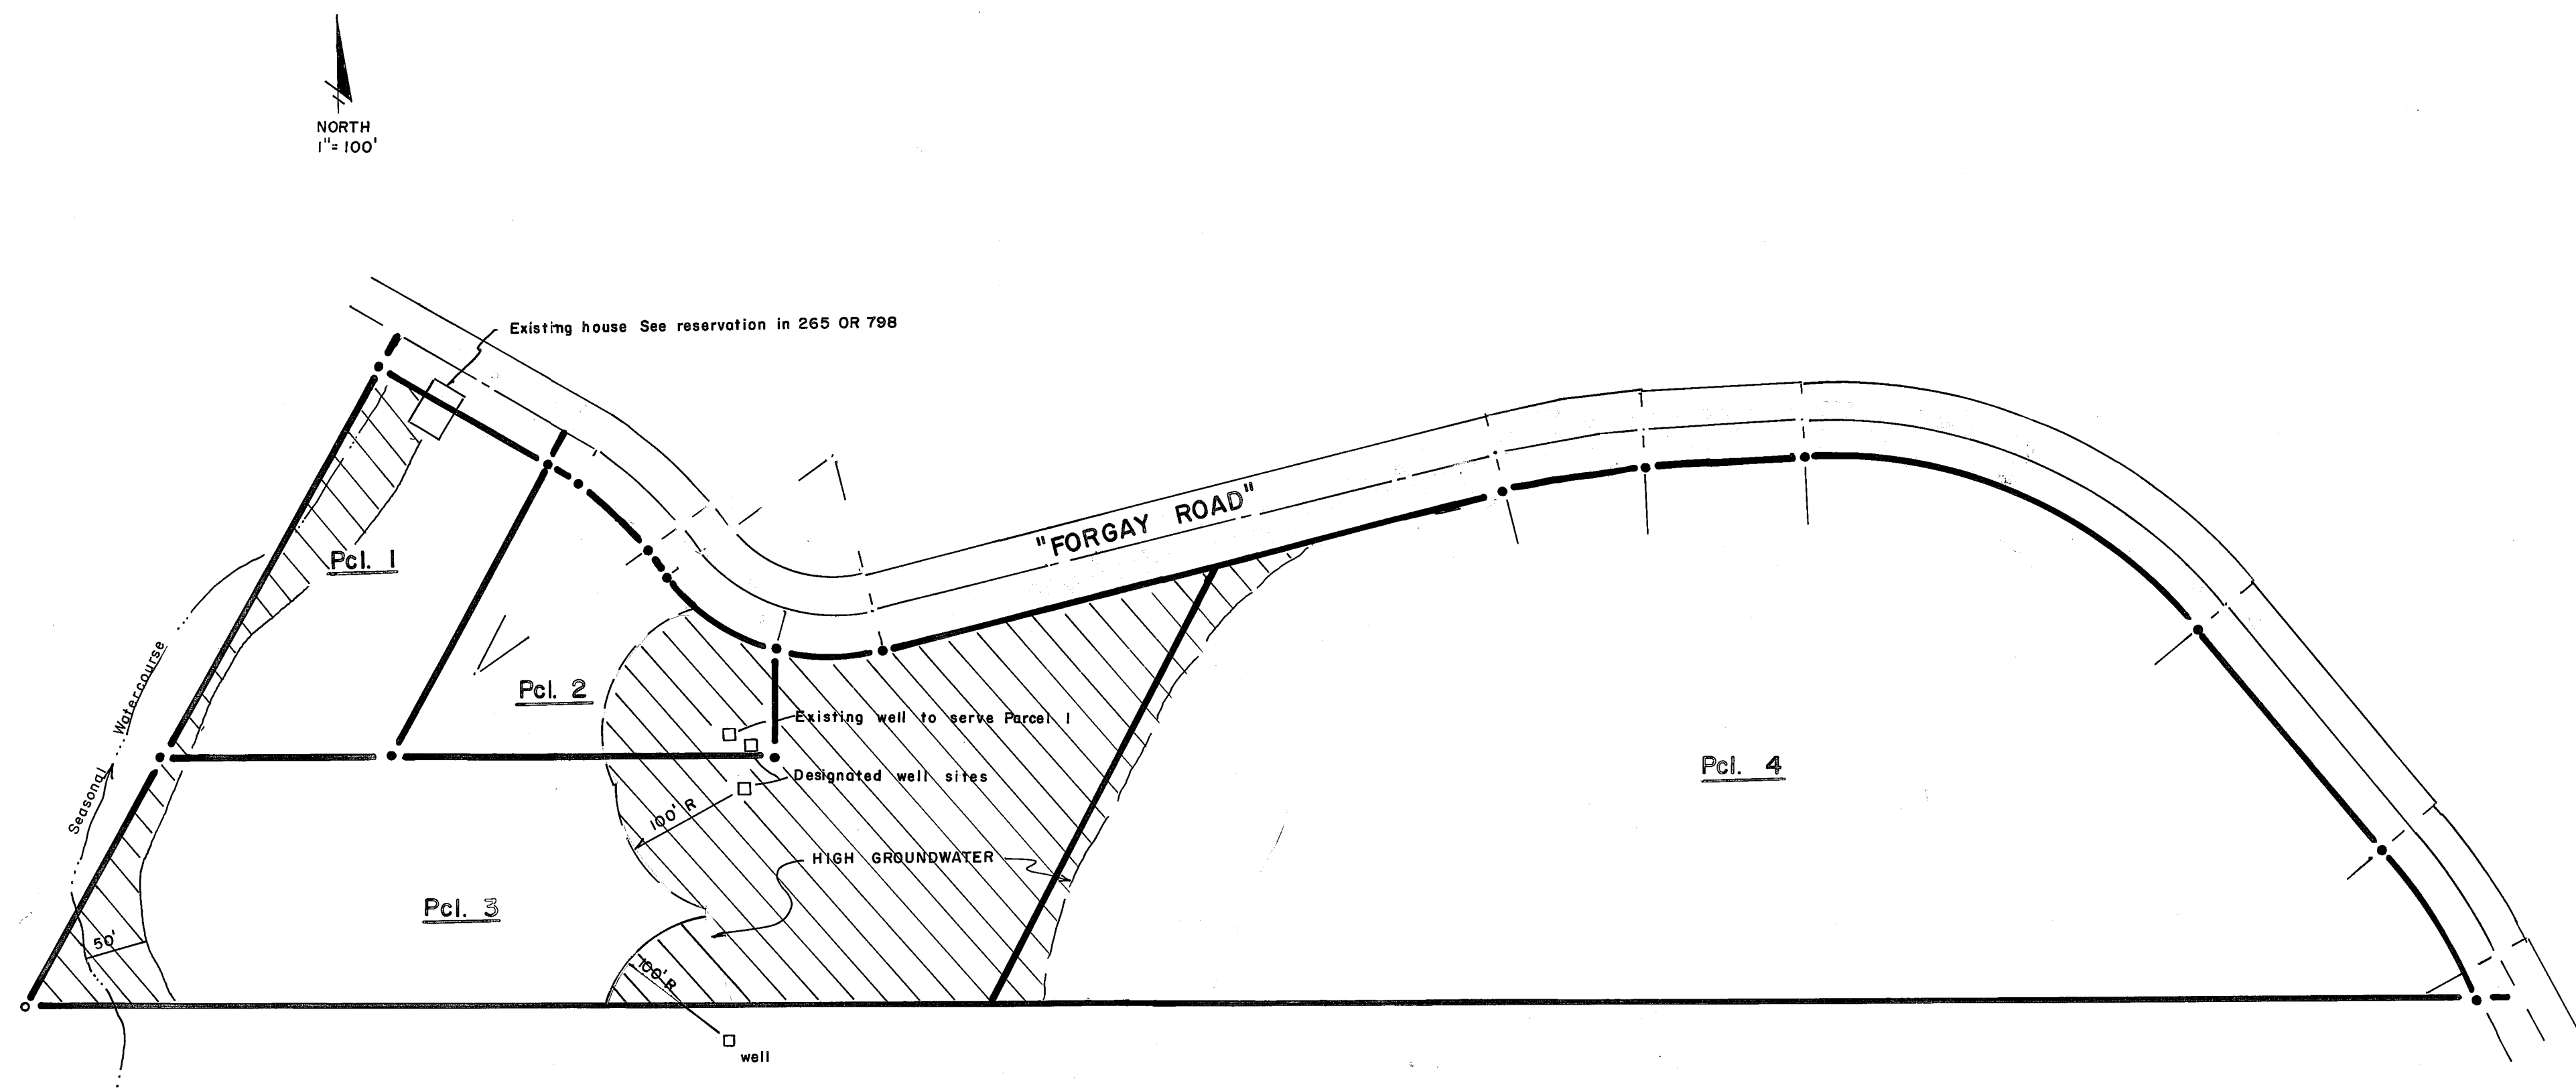 NORTH
1"=100'
Existing house See reservation in 265 OR 798
"FORGAY ROAD"
Pcl. 1
Seasonal Watercourse
Pcl. 2
Existing well to serve Parcel 1
Pcl. 4
Designated well sites
100' R
HIGH GROUNDWATER
Pcl. 3
50'
100' R
well